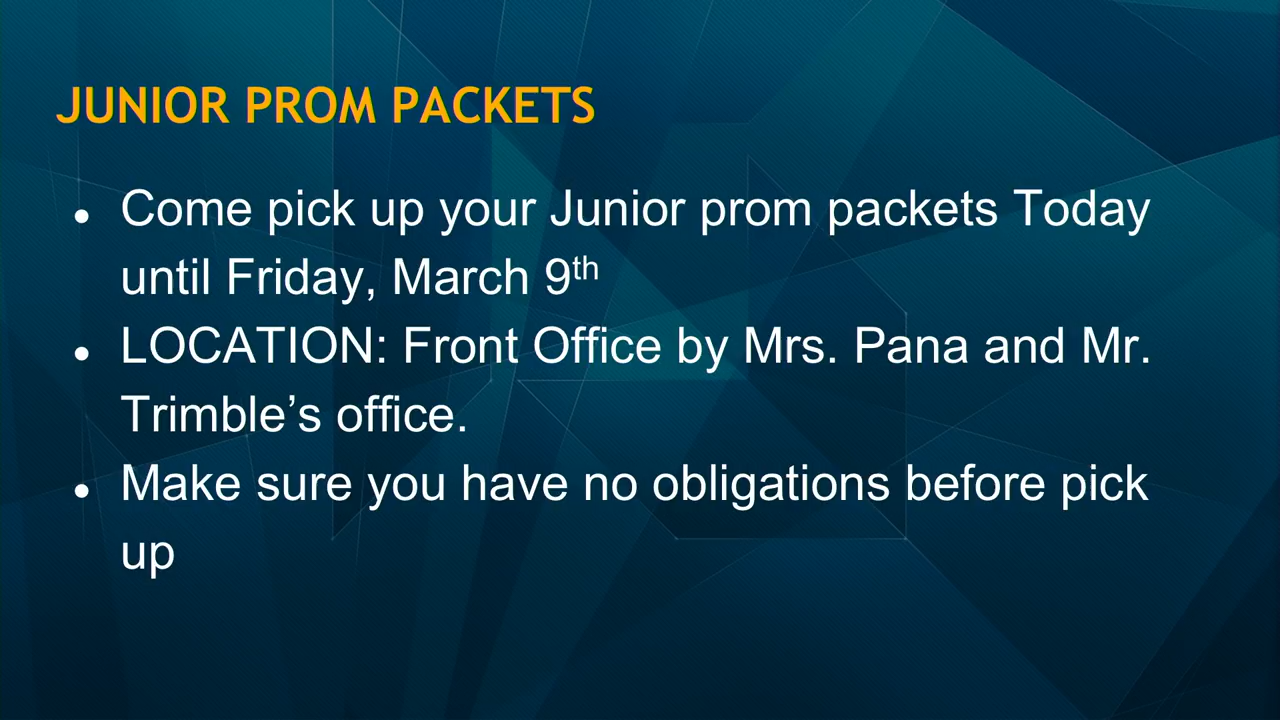 JUNIOR PROM PACKETS
● Come pick up your Junior prom packets Today
until Friday, March 9th
● LOCATION: Front Office by Mrs. Pana and Mr.
Trimble’s office.
● Make sure you have no obligations before pick
up